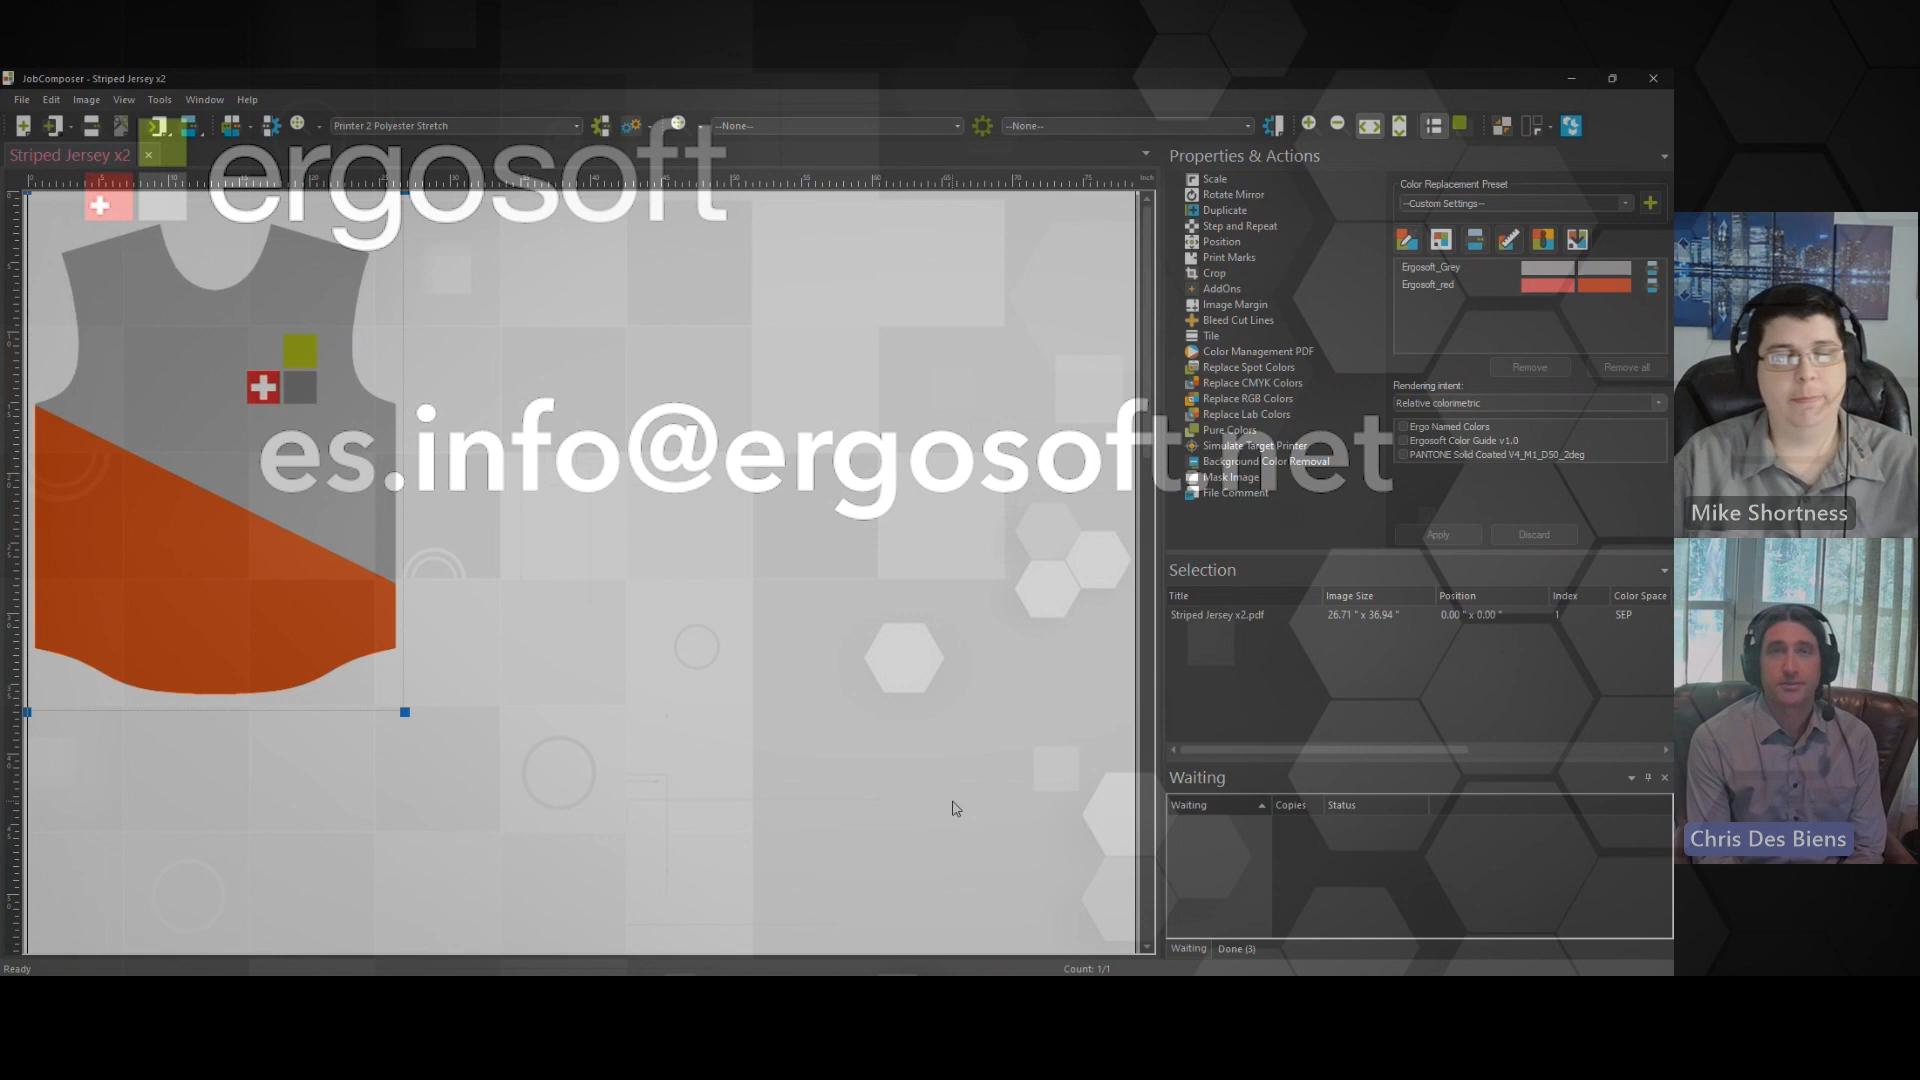 JobComposer - Striped Jersey x2
File Edit Image View Tools Window Help
Printer 2 Polyester Stretch
--None--
--None--
Striped Jersey x2
ergosoft
es.info@ergosoft.net
Properties & Actions
Scale
Rotate Mirror
Duplicate
Step and Repeat
Position
Print Marks
Crop
AddOns
Image Margin
Bleed Cut Lines
Tile
Color Management PDF
Replace Spot Colors
Replace CMYK Colors
Replace RGB Colors
Replace Lab Colors
Pure Colors
Simulate Target Printer
Background Color Removal
Mask Image
File Comment
Color Replacement Preset
--Custom Settings--
Ergosoft_Grey
Ergosoft_red
Remove Remove all
Rendering intent:
Relative colorimetric
Ergo Named Colors
Ergosoft Color Guide v1.0
PANTONE Solid Coated V4_M1_D50_2deg
Apply Discard
Selection
Title Image Size Position Index Color Space
Striped Jersey x2.pdf 26.71 " x 36.94 " 0.00 " x 0.00 " 1 SEP
Waiting
Waiting Copies Status
Waiting Done (3)
Ready
Count: 1/1
Mike Shortness
Chris Des Biens